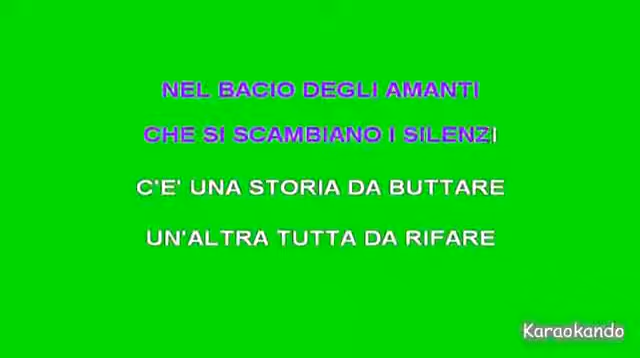 NEL BACIO DEGLI AMANTI
CHE SI SCAMBIANO I SILENZI
C'E' UNA STORIA DA BUTTARE
UN'ALTRA TUTTA DA RIFARE
Karaokando